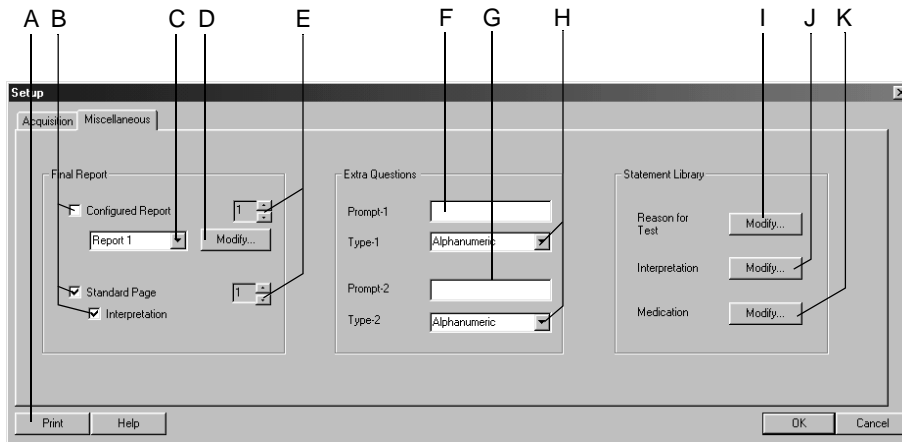 A B C D E F G H I J K
Setup
Acquisition Miscellaneous
Final Report
Configured Report 1
Report 1 Modify...
Standard Page 1
Interpretation
Extra Questions
Prompt-1
Type-1 Alphanumeric
Prompt-2
Type-2 Alphanumeric
Statement Library
Reason for
Test Modify...
Interpretation Modify...
Medication Modify...
Print Help OK Cancel